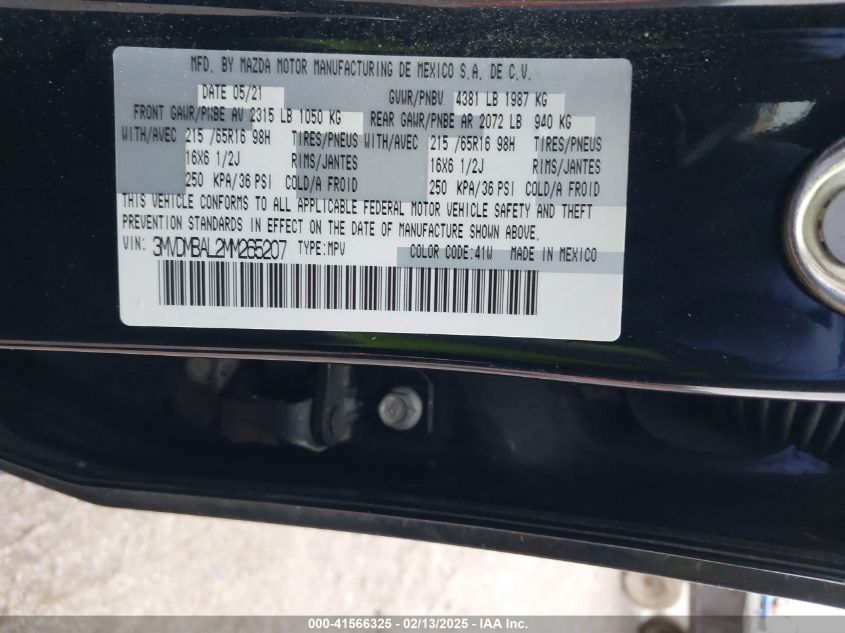 MFD. BY MAZDA MOTOR MANUFACTURING DE MEXICO S.A. DE C.V.
DATE 05/21 GVWR/PNBV 4381 LB 1987 KG
FRONT GAWR/PNBE AV 2315 LB 1050 KG REAR GAWR/PNBE AR 2072 LB 940 KG
WITH/AVEC 215 /65R16 98H TIRES/PNEUS WITH/AVEC 215 /65R16 98H TIRES/PNEUS
16X6 1/2J RIMS/JANTES 16X6 1/2J RIMS/JANTES
250 KPA/36 PSI COLD/A FROID 250 KPA/36 PSI COLD/A FROID
THIS VEHICLE CONFORMS TO ALL APPLICABLE FEDERAL MOTOR VEHICLE SAFETY AND THEFT
PREVENTION STANDARDS IN EFFECT ON THE DATE OF MANUFACTURE SHOWN ABOVE.
VIN: 3MVDMBAL2MM265207 TYPE:MPV COLOR CODE:41W MADE IN MEXICO
000-41566325 - 02/13/2025 - IAA Inc.